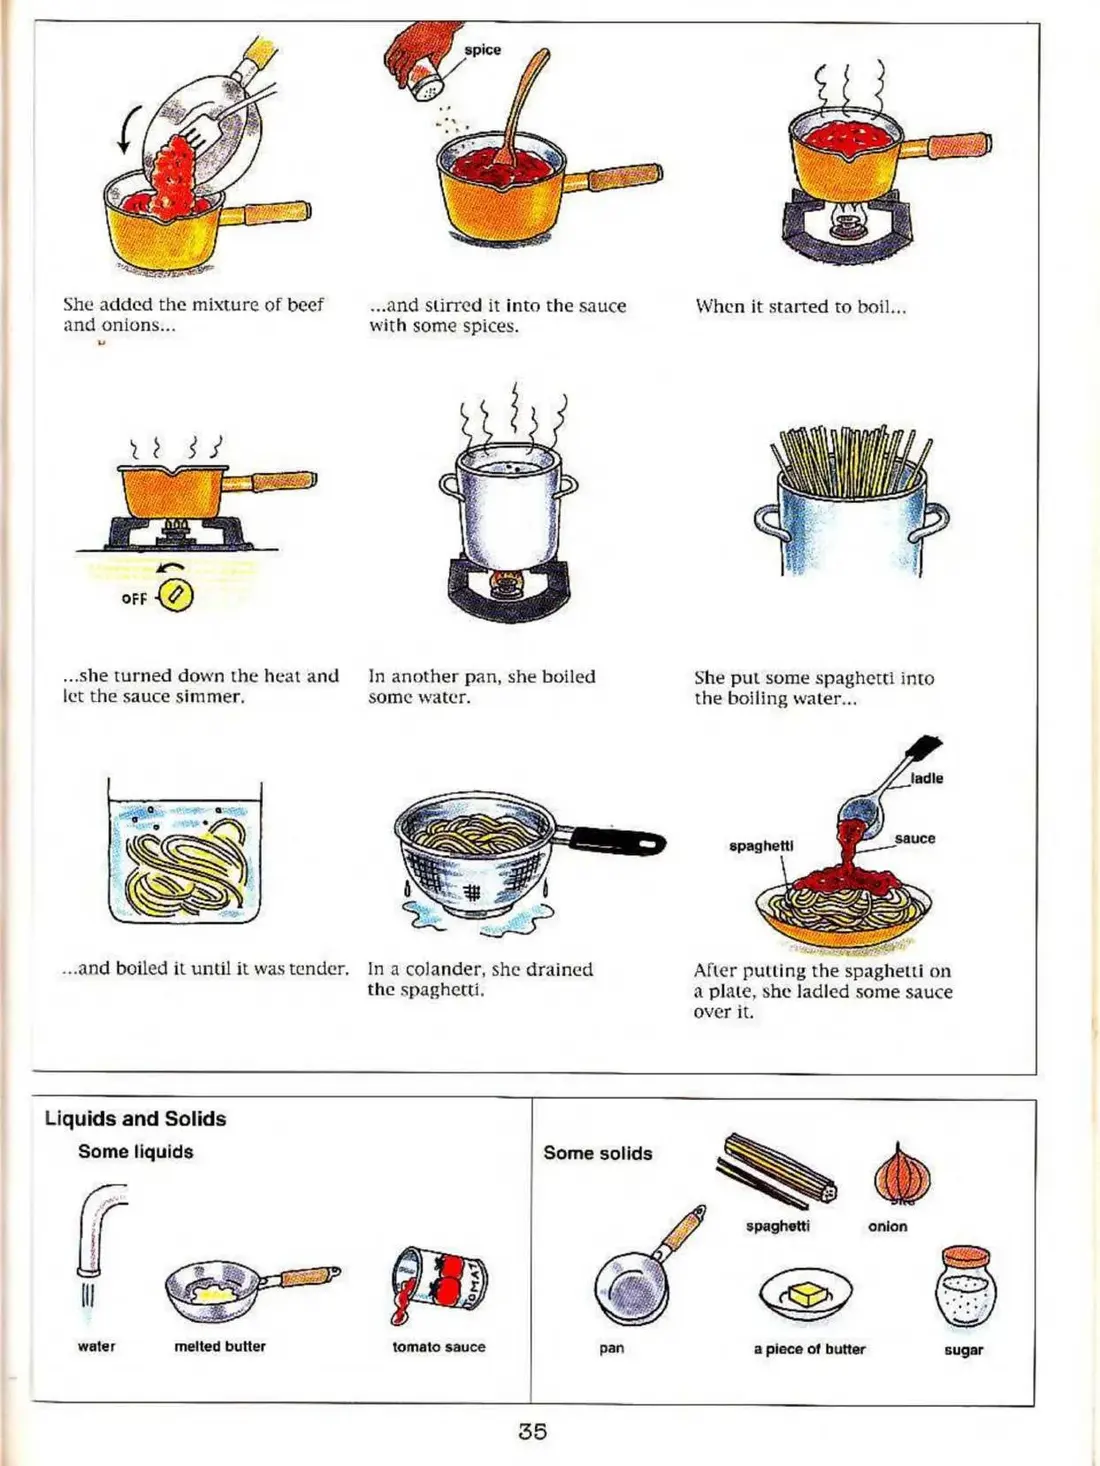 spice
She added the mixture of beef
and onions...
...and stirred it into the sauce
with some spices.
When it started to boil...
OFF
...she turned down the heat and
let the sauce simmer.
In another pan, she boiled
some water.
She put some spaghetti into
the boiling water...
ladle
spaghetti
sauce
...and boiled it until it was tender.
In a colander, she drained
the spaghetti.
After putting the spaghetti on
a plate, she ladled some sauce
over it.
Liquids and Solids
Some liquids
water
melted butter
TOMAT
tomato sauce
Some solids
spaghetti
onion
pan
a piece of butter
sugar
35